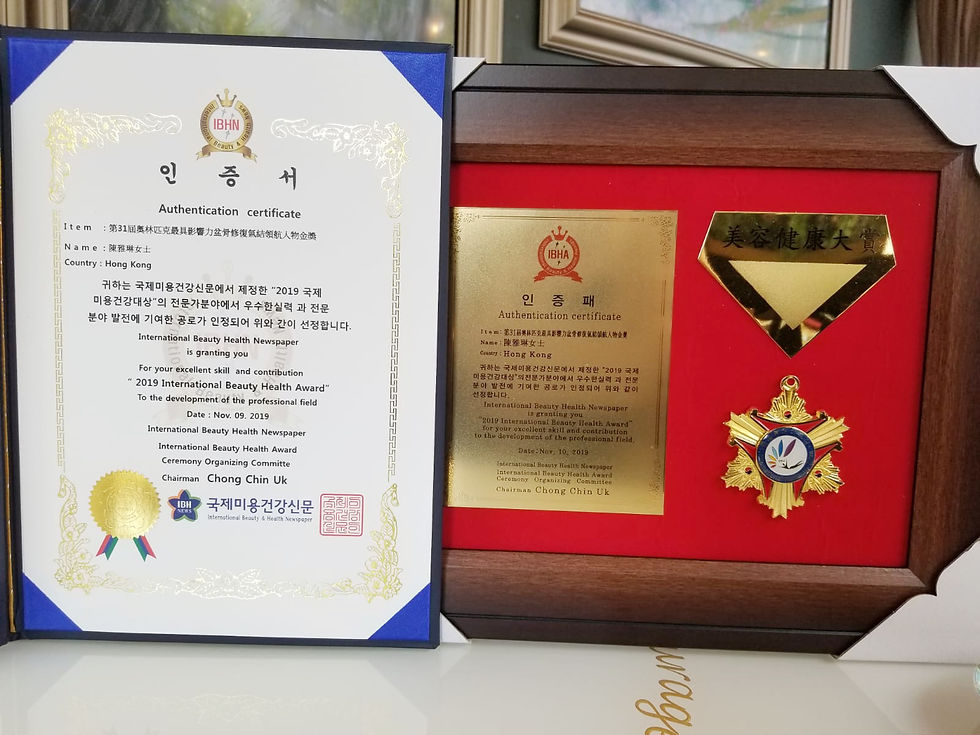 IBHN
인 증 서
Authentication certificate
Item : 第31屆奧林匹克最具影響力盆骨修復氣結領航人物金獎
Name : 陳雅琳女士
Country : Hong Kong
귀하는 국제미용건강신문에서 제정한 "2019 국제
미용건강대상"의 전문가분야에서 우수한실력 과 전문
분야 발전에 기여한 공로가 인정되어 위와 같이 선정합니다.
International Beauty Health Newspaper
is granting you
For your excellent skill and contribution
" 2019 International Beauty Health Award"
To the development of the professional field
Date : Nov. 09. 2019
International Beauty Health Newspaper
International Beauty Health Award
Ceremony Organizing Committe
Chairman Chong Chin Uk
IBH
NEWS
국제미용건강신문
International Beauty & Health Newspaper
IBHA
인 증 패
Authentication certificate
Item : 第31屆奧林匹克最具影響力盆骨修復氣結領航人物金獎
Name : 陳雅琳女士
Country : Hong Kong
귀하는 국제미용건강신문에서 제정한 "2019 국제
미용건강대상"의전문가분야에서 우수한실력 과 전문
분야 발전에 기여한 공로가 인정되어 위와 같이
선정합니다.
International Beauty Health Newspaper
is granting you
"2019 International Beauty Health Award"
for your excellent skill and contribution
to the development of the professional field.
Date:Nov, 10, 2019
International Beauty Health Newspaper
International Beauty Health Award
Ceremony Organizing Committee
Chairman Chong Chin Uk
美容健康大賞